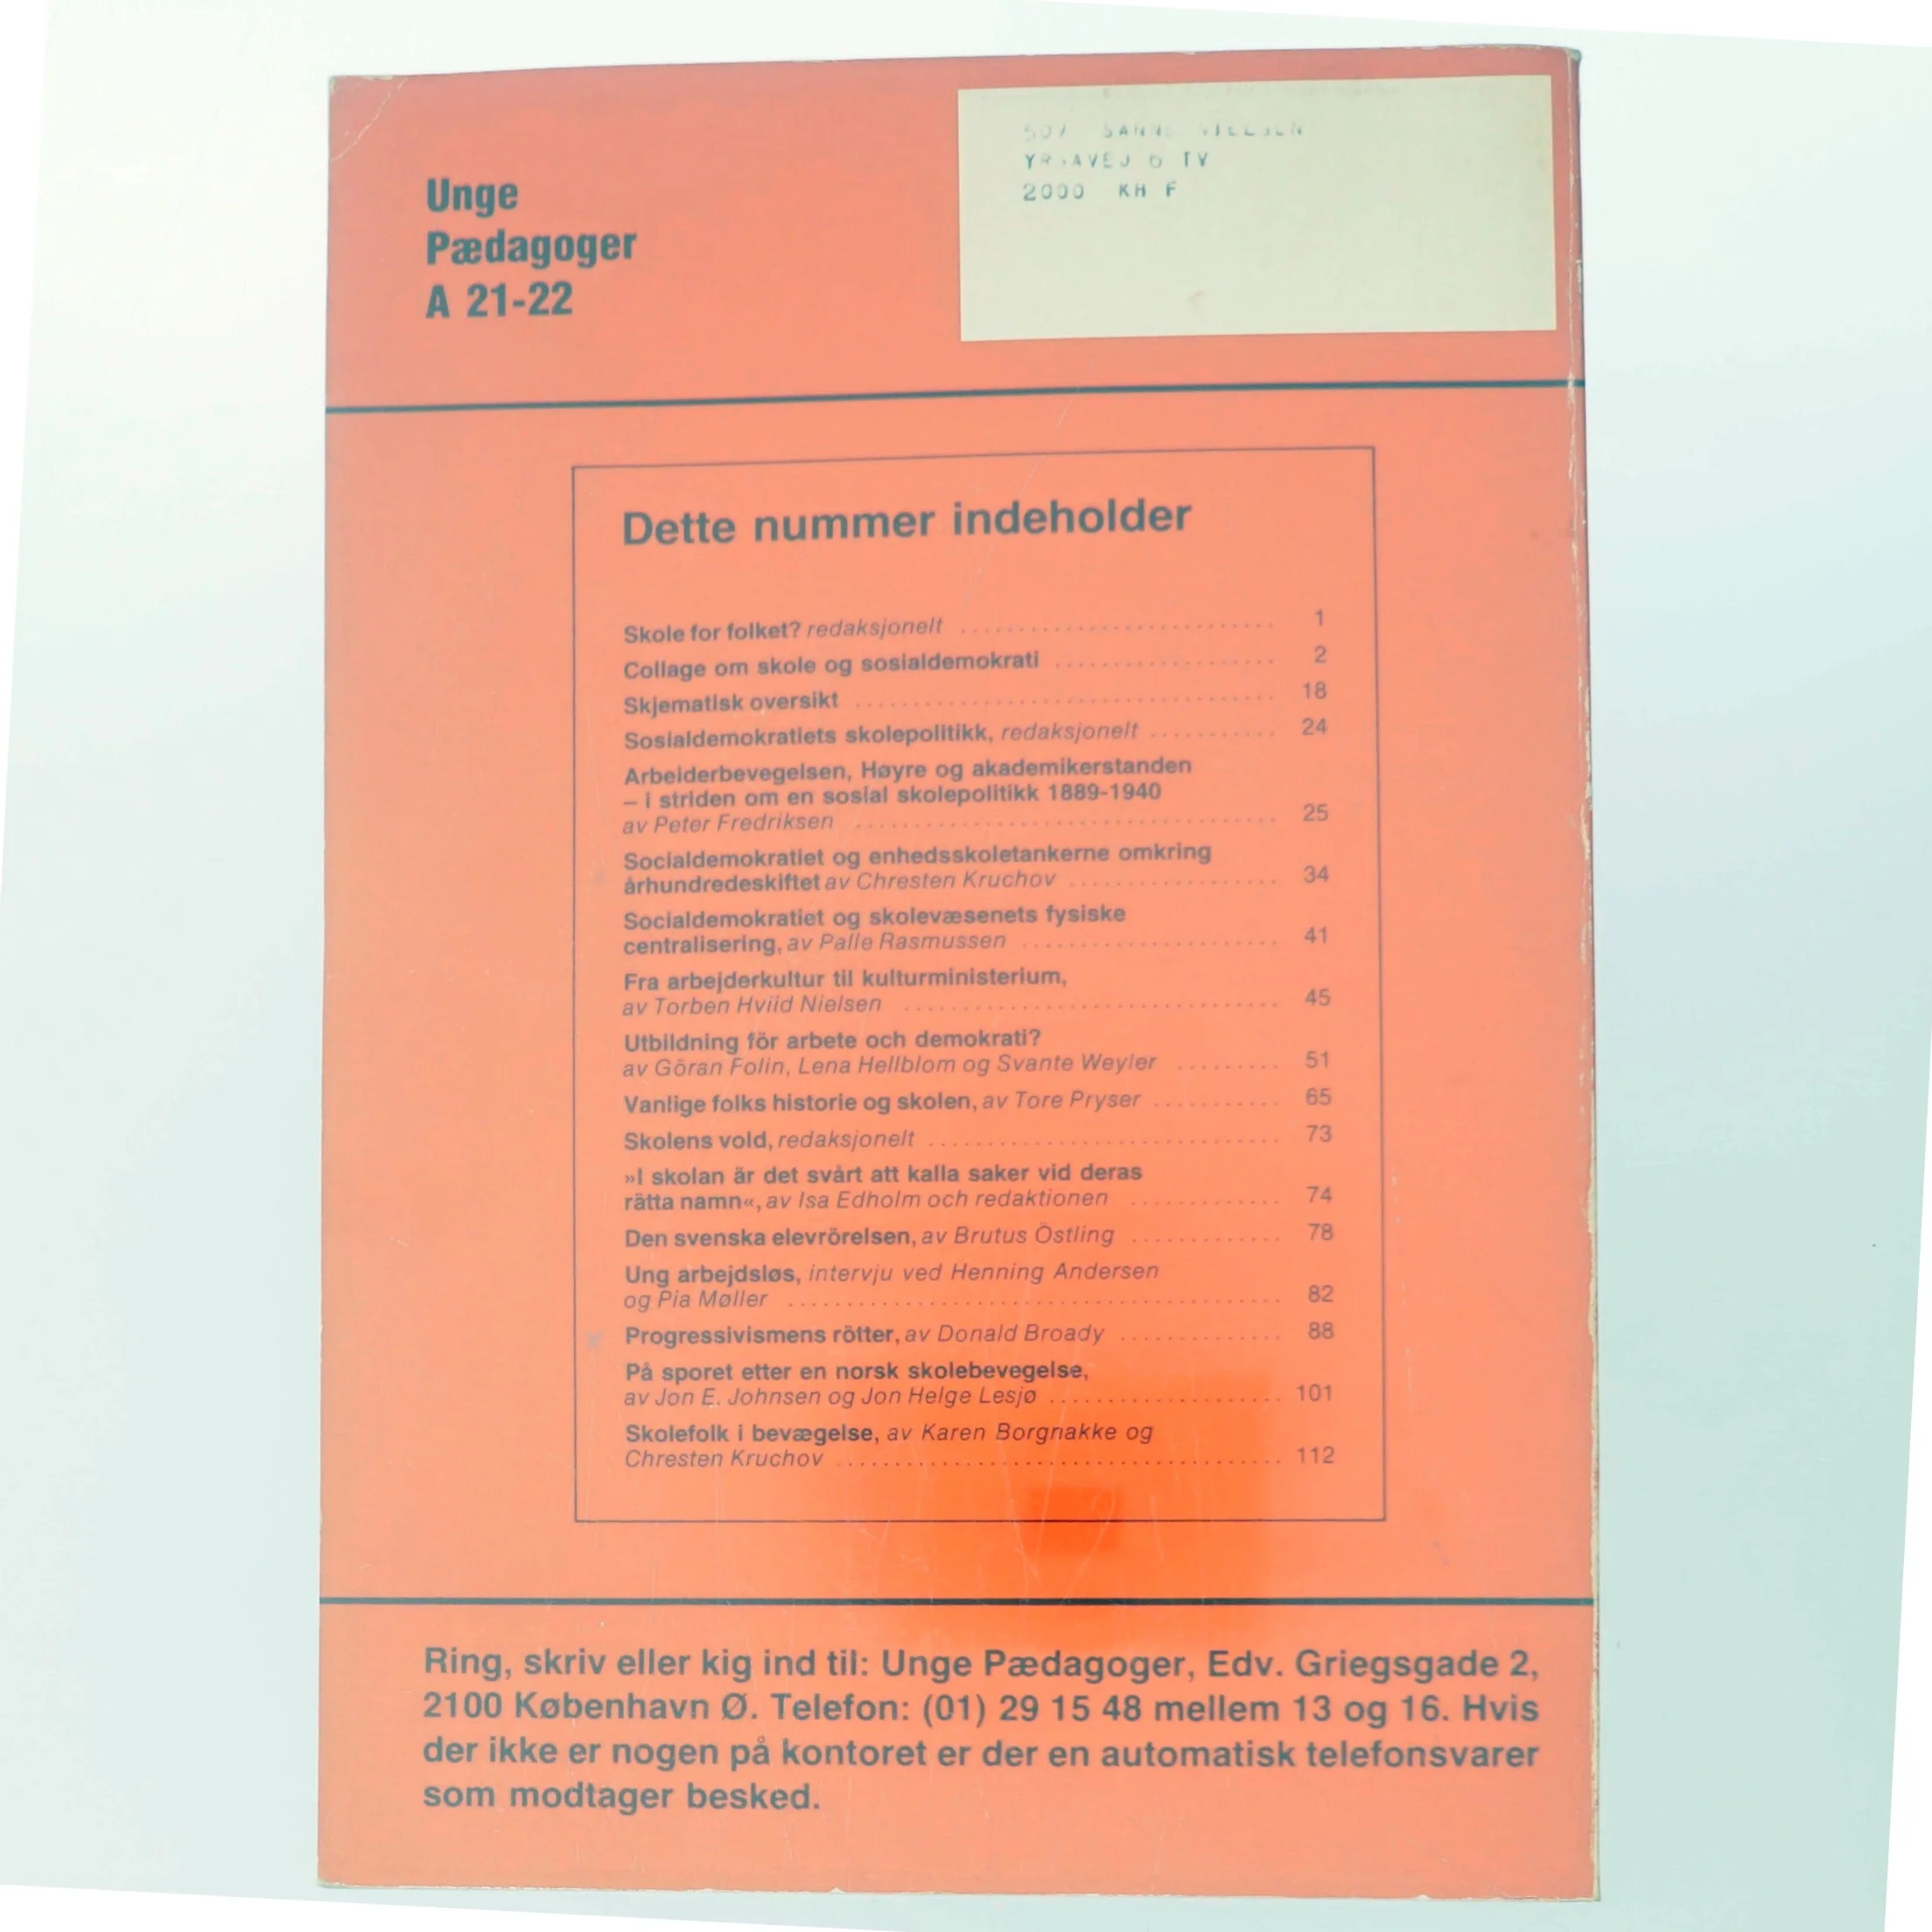 Unge
Pædagoger
A 21-22
2000 KH F
Dette nummer indeholder
Skole for folket? redaksjonelt 1
Collage om skole og sosialdemokrati 2
Skjematisk oversikt 18
Sosialdemokratiets skolepolitikk, redaksjonelt 24
Arbeiderbevegelsen, Høyre og akademikerstanden
– i striden om en sosial skolepolitikk 1889-1940
av Peter Fredriksen 25
Socialdemokratiet og enhedsskoletankerne omkring
århundredeskiftet av Chresten Kruchov 34
Socialdemokratiet og skolevæsenets fysiske
centralisering, av Palle Rasmussen 41
Fra arbejderkultur til kulturministerium,
av Torben Hviid Nielsen 45
Utbildning för arbete och demokrati?
av Göran Folin, Lena Hellblom og Svante Weyler 51
Vanlige folks historie og skolen, av Tore Pryser 65
Skolens vold, redaksjonelt 73
»I skolan är det svårt att kalla saker vid deras
rätta namn«, av Isa Edholm och redaktionen 74
Den svenska elevrörelsen, av Brutus Östling 78
Ung arbejdsløs, intervju ved Henning Andersen
og Pia Møller 82
Progressivismens rötter, av Donald Broady 88
På sporet etter en norsk skolebevegelse,
av Jon E. Johnsen og Jon Helge Lesjø 101
Skolefolk i bevægelse, av Karen Borgnakke og
Chresten Kruchov 112
Ring, skriv eller kig ind til: Unge Pædagoger, Edv. Griegsgade 2,
2100 København Ø. Telefon: (01) 29 15 48 mellem 13 og 16. Hvis
der ikke er nogen på kontoret er der en automatisk telefonsvarer
som modtager besked.